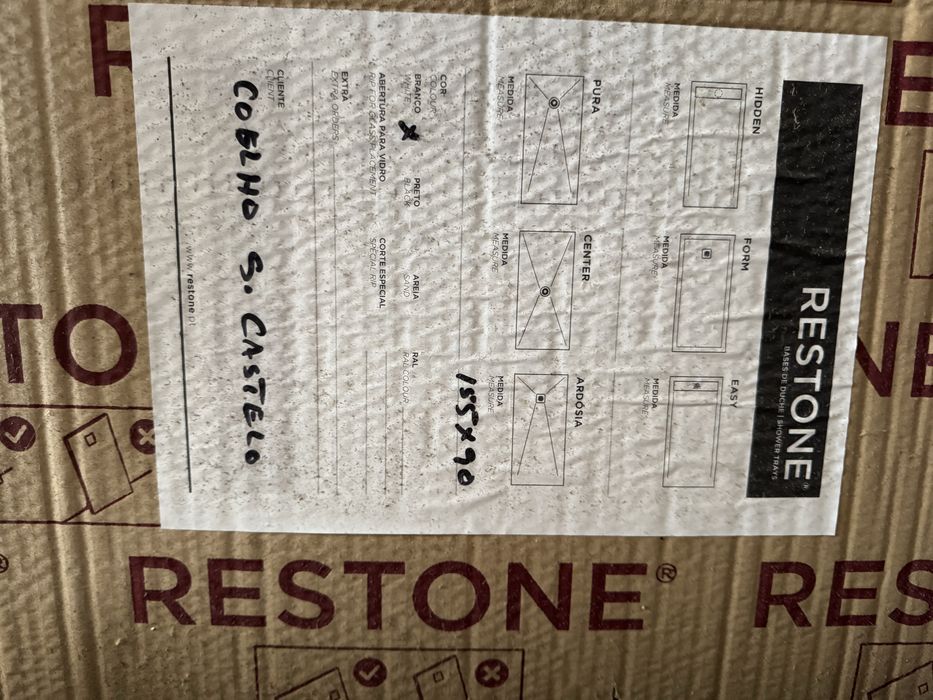 RESTONE®
BASES DE DUCHE | SHOWER TRAYS
HIDDEN
MEDIDA
MEASURE
FORM
MEDIDA
MEASURE
EASY
MEDIDA
MEASURE
PURA
MEDIDA
MEASURE
CENTER
MEDIDA
MEASURE
ARDÓSIA
MEDIDA
MEASURE
155x90
COR
COLOUR
BRANCO X
WHITE
PRETO
BLACK
AREIA
SAND
RAL
RAL COLOUR
ABERTURA PARA VIDRO
RIP FOR GLASS PLACEMENT
CORTE ESPECIAL
SPECIAL RIP
EXTRA
EXTRA ORDERS
CLIENTE
CLIENT
COELHO S. CASTELO
www.restone.pt
TO
NE
RESTONE®
RES